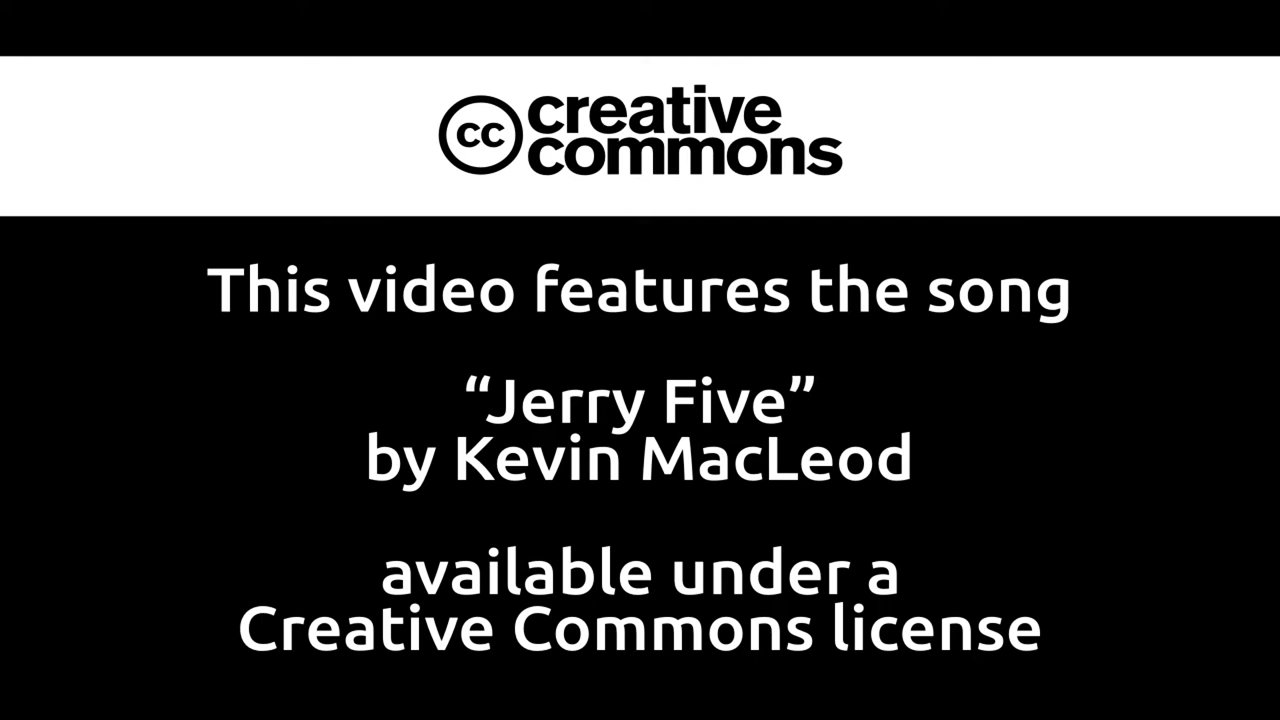 cc creative
commons
This video features the song
“Jerry Five”
by Kevin MacLeod
available under a
Creative Commons license